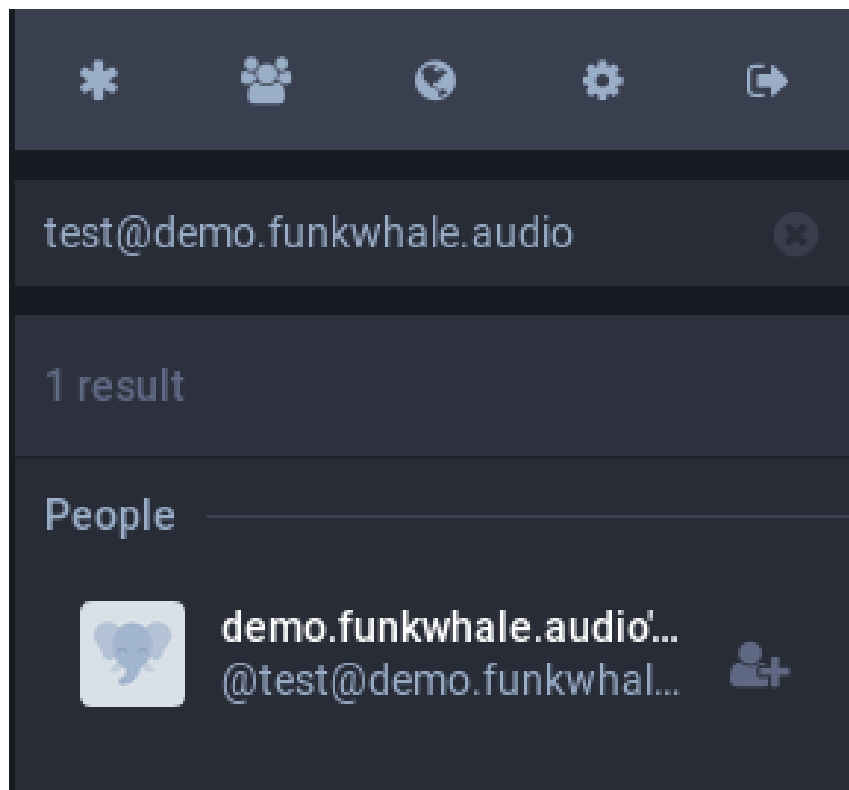 test@demo.funkwhale.audio
1 result
People
demo.funkwhale.audio'...
@test@demo.funkwhal...